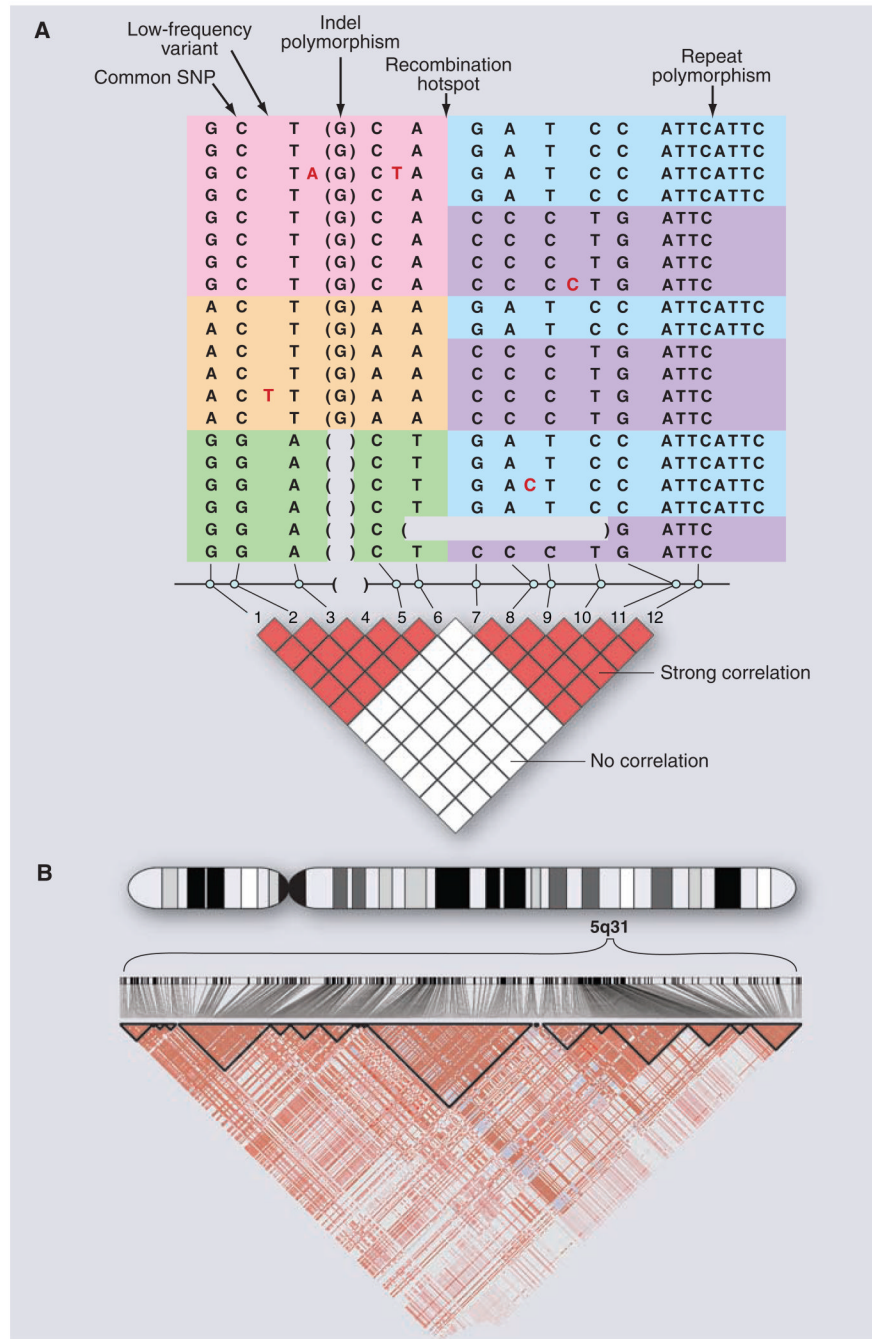 A
Low-frequency
variant
Common SNP
Indel
polymorphism
Recombination
hotspot
Repeat
polymorphism
G C T (G) C A G A T C C ATTCATTC
G C T (G) C A G A T C C ATTCATTC
G C T A (G) C T A G A T C C ATTCATTC
G C T (G) C A G A T C C ATTCATTC
G C T (G) C A C C C T G ATTC
G C T (G) C A C C C T G ATTC
G C T (G) C A C C C T G ATTC
G C T (G) C A C C C C T G ATTC
A C T (G) A A G A T C C ATTCATTC
A C T (G) A A G A T C C ATTCATTC
A C T (G) A A C C C T G ATTC
A C T (G) A A C C C T G ATTC
A C T T (G) A A C C C T G ATTC
A C T (G) A A C C C T G ATTC
G G A ( ) C T G A T C C ATTCATTC
G G A ( ) C T G A T C C ATTCATTC
G G A ( ) C T G A C T C C ATTCATTC
G G A ( ) C T G A T C C ATTCATTC
G G A ( ) C ( ) G ATTC
G G A ( ) C T C C C T G ATTC
( )
1 2 3 4 5 6 7 8 9 10 11 12
Strong correlation
No correlation
B
5q31